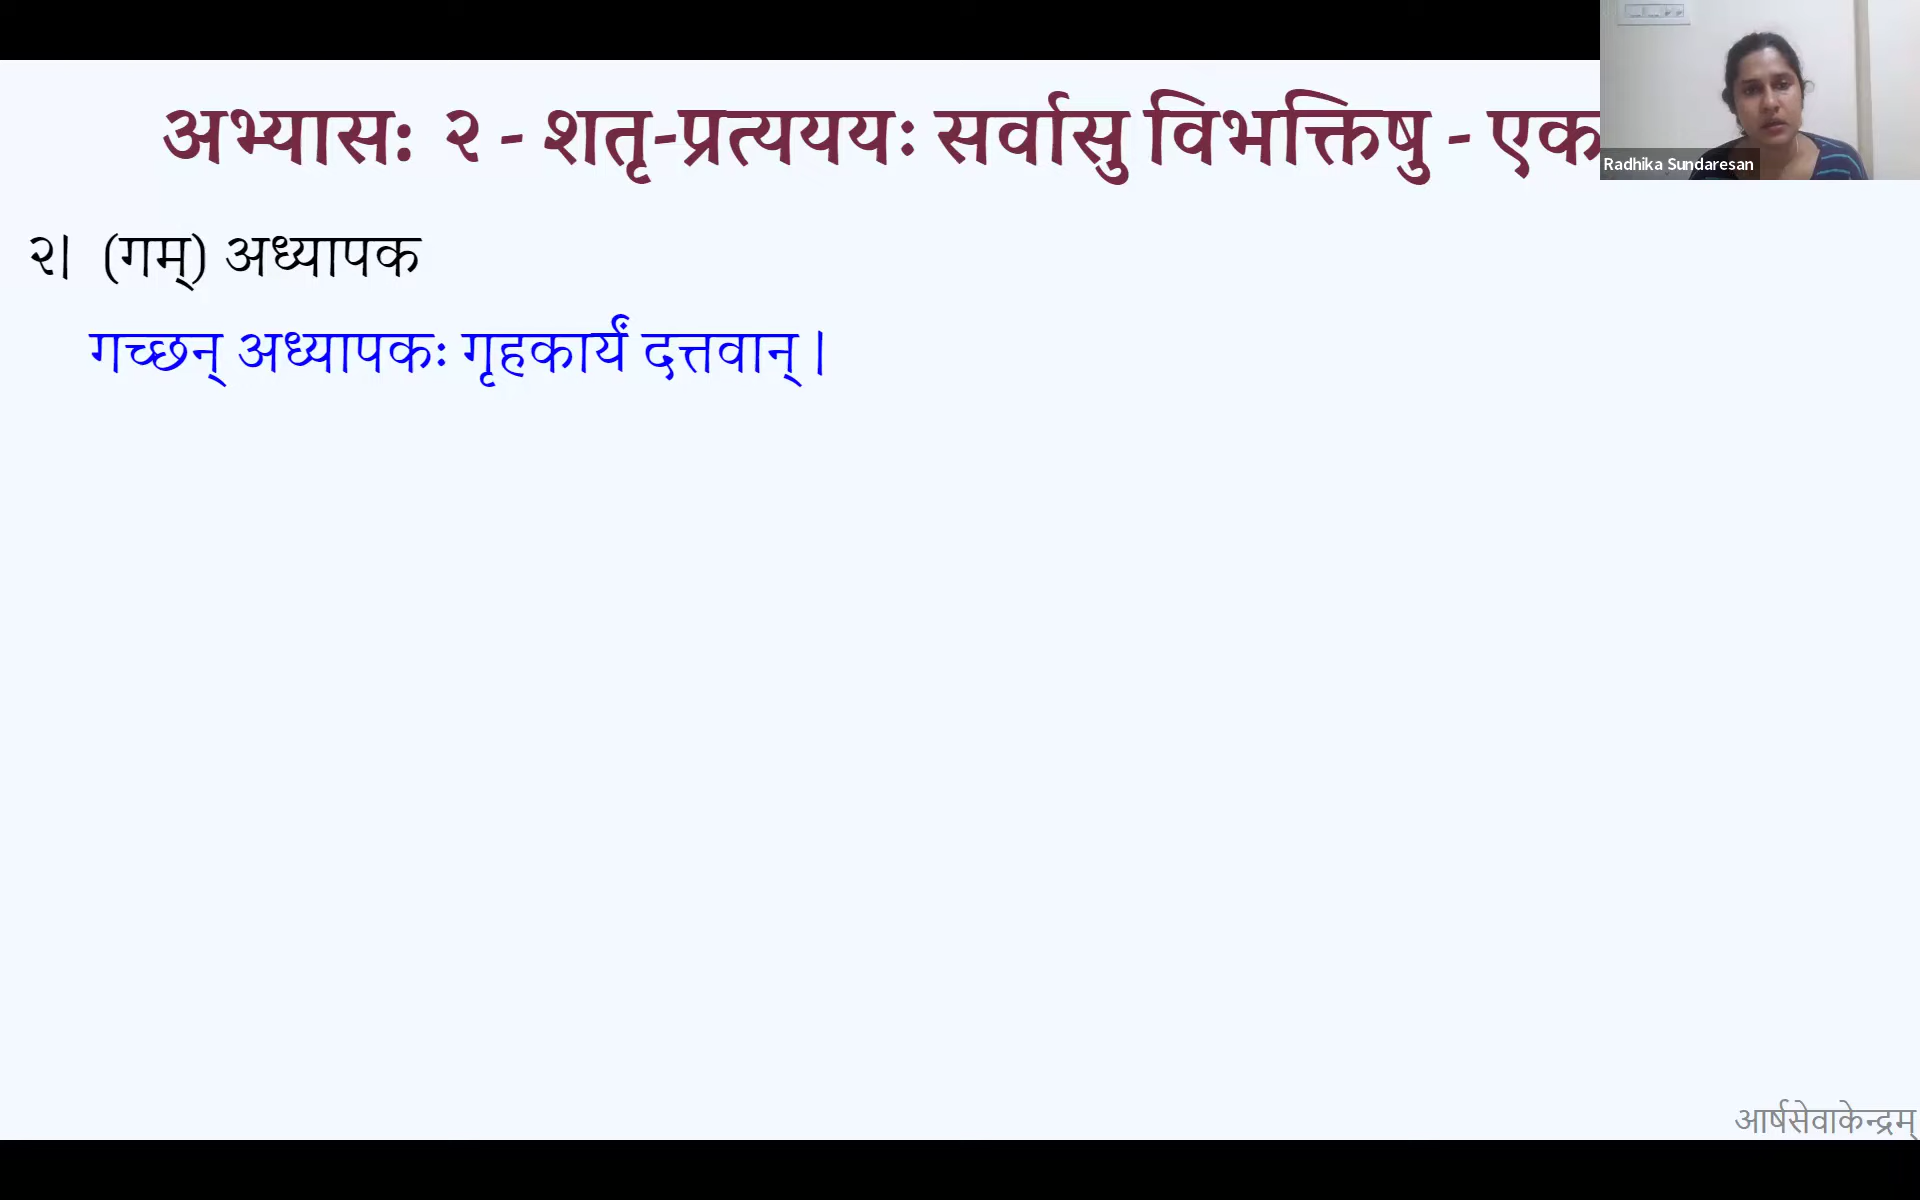 अभ्यास: २ - शतृ-प्रत्यययः सर्वासु विभक्तिषु - एक
Radhika Sundaresan
२। (गम्) अध्यापक
गच्छन् अध्यापकः गृहकार्यं दत्तवान् ।
आर्षसेवाकेन्द्रम्